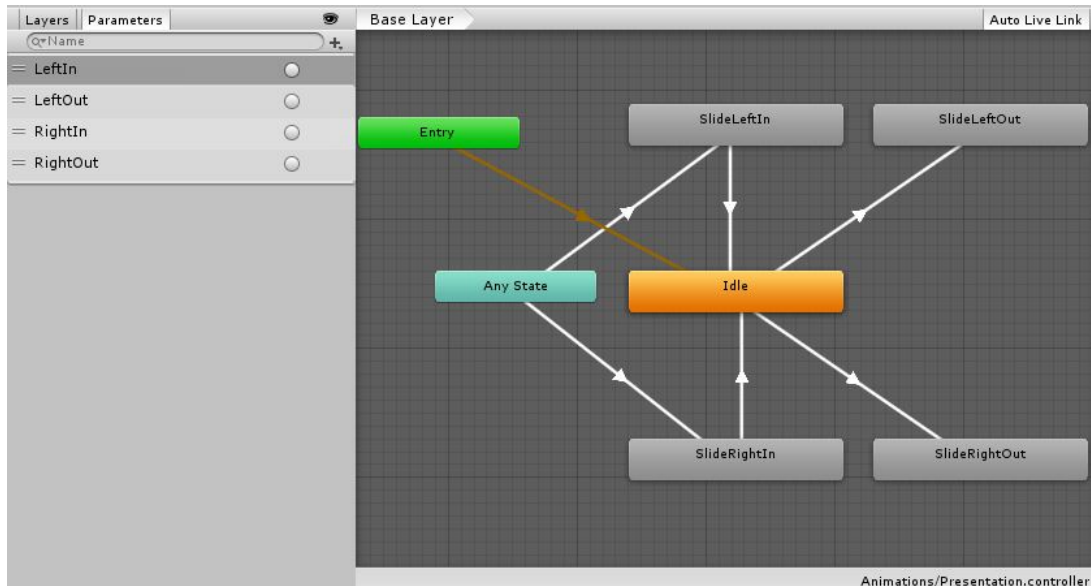 Layers Parameters
Base Layer
Auto Live Link
Name
LeftIn
LeftOut
RightIn
RightOut
Entry
SlideLeftIn
SlideLeftOut
Any State
Idle
SlideRightIn
SlideRightOut
Animations/Presentation.controller